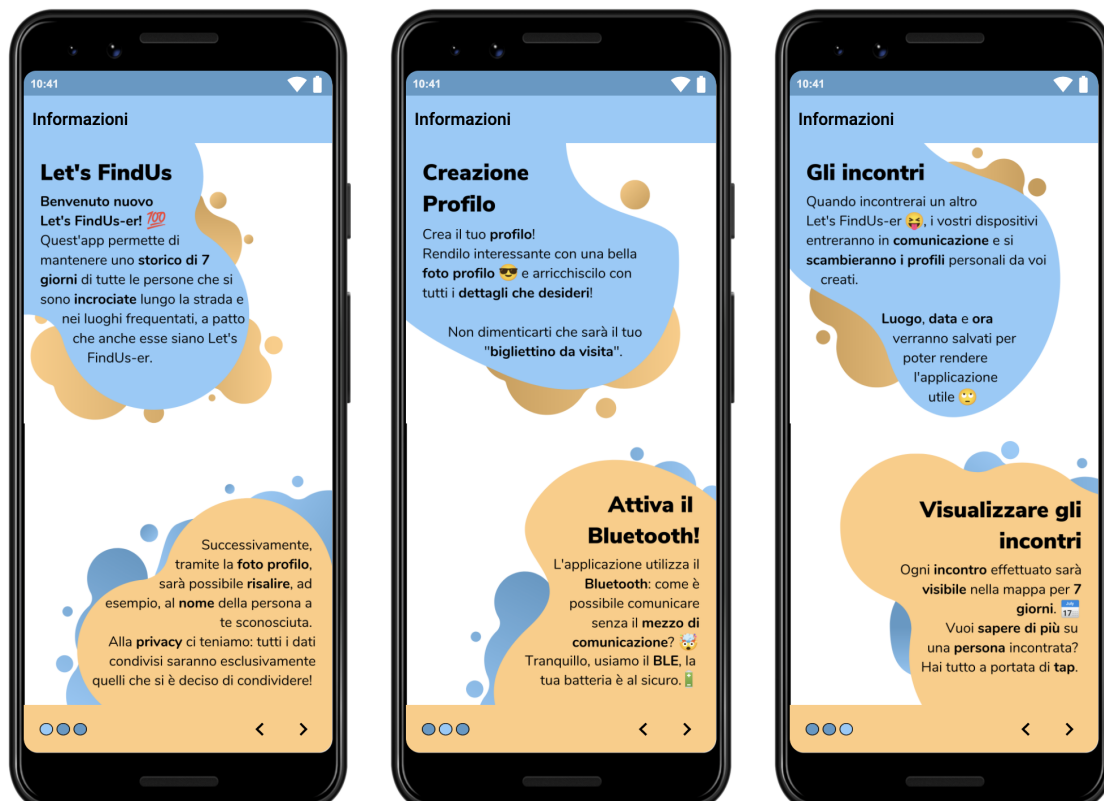 10:41
Informazioni
Let's FindUs
Benvenuto nuovo
Let's FindUs-er! 💯
Quest'app permette di
mantenere uno storico di 7
giorni di tutte le persone che si
sono incrociate lungo la strada e
nei luoghi frequentati, a patto
che anche esse siano Let's
FindUs-er.
Successivamente,
tramite la foto profilo,
sarà possibile risalire, ad
esempio, al nome della persona a
te sconosciuta.
Alla privacy ci teniamo: tutti i dati
condivisi saranno esclusivamente
quelli che si è deciso di condividere!
10:41
Informazioni
Creazione
Profilo
Crea il tuo profilo!
Rendilo interessante con una bella
foto profilo 😎 e arricchiscilo con
tutti i dettagli che desideri!
Non dimenticarti che sarà il tuo
"bigliettino da visita".
Attiva il
Bluetooth!
L'applicazione utilizza il
Bluetooth: come è
possibile comunicare
senza il mezzo di
comunicazione? 🤯
Tranquillo, usiamo il BLE, la
tua batteria è al sicuro.🔋
10:41
Informazioni
Gli incontri
Quando incontrerai un altro
Let's FindUs-er 😝, i vostri dispositivi
entreranno in comunicazione e si
scambieranno i profili personali da voi
creati.
Luogo, data e ora
verranno salvati per
poter rendere
l'applicazione
utile 🙄
Visualizzare gli
incontri
Ogni incontro effettuato sarà
visibile nella mappa per 7
giorni. 📅
Vuoi sapere di più su
una persona incontrata?
Hai tutto a portata di tap.